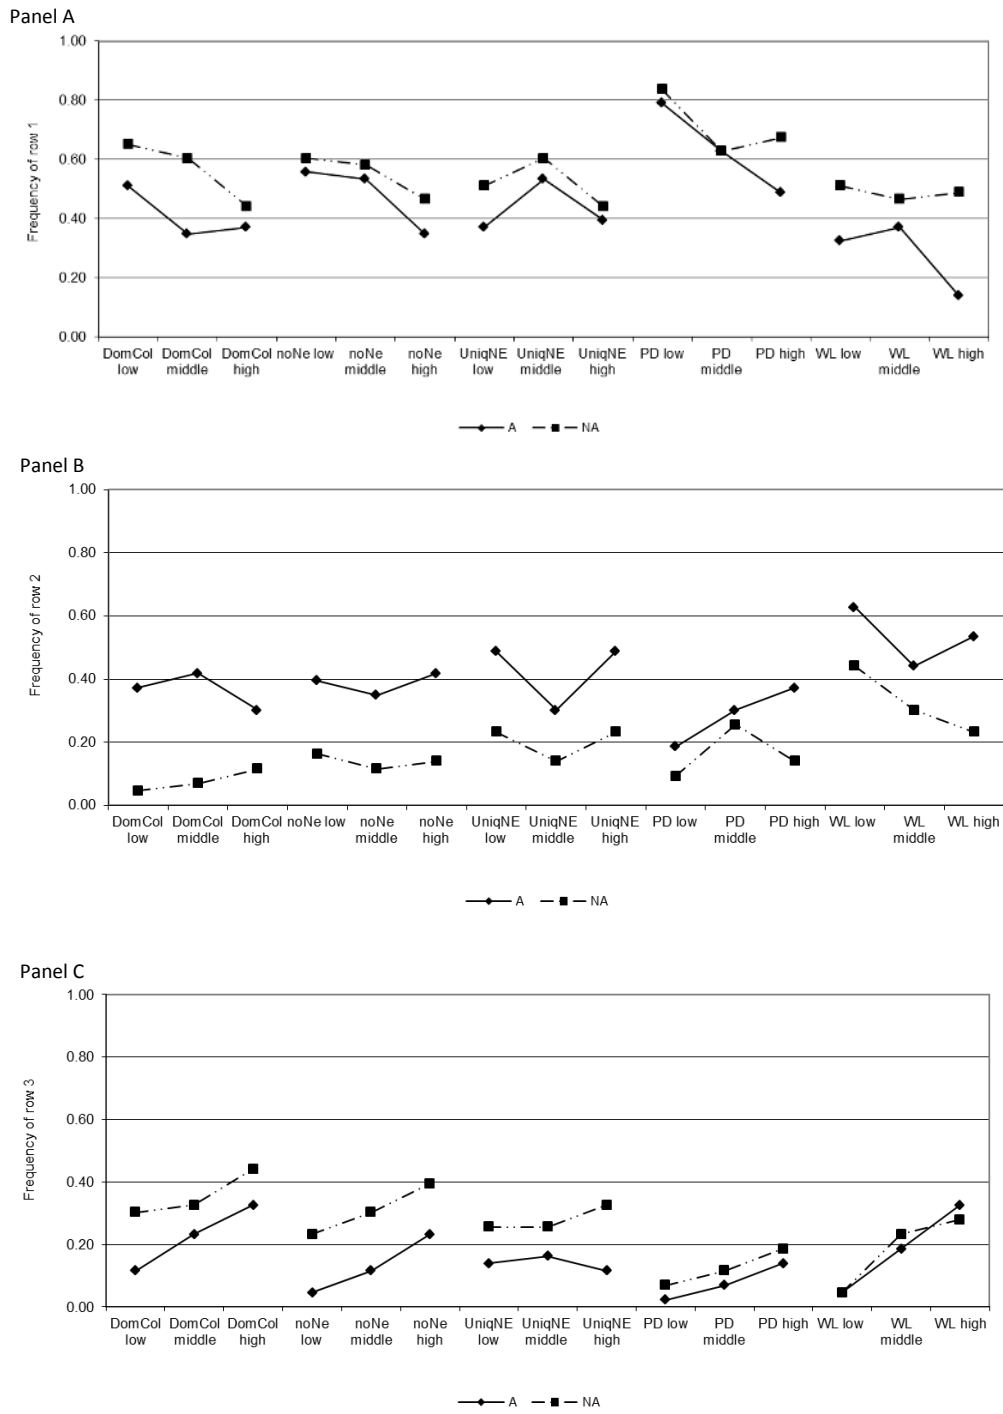 Panel A
1.00
0.80
0.60
0.40
0.20
0.00
Frequency of row 1
DomCol DomCol DomCol noNe low noNe noNe UniqNE UniqNE UniqNE PD low PD PD high WL low WL WL high
low middle high middle high low middle high middle middle
A NA
Panel B
1.00
0.80
0.60
0.40
0.20
0.00
Frequency of row 2
DomCol DomCol DomCol noNe low noNe noNe UniqNE UniqNE UniqNE PD low PD PD high WL low WL WL high
low middle high middle high low middle high middle middle
A NA
Panel C
1.00
0.80
0.60
0.40
0.20
0.00
Frequency of row 3
DomCol DomCol DomCol noNe noNe noNe UniqNE UniqNE UniqNE PD low PD PD high WL low WL WL high
low middle high low middle high low middle high middle middle
A NA